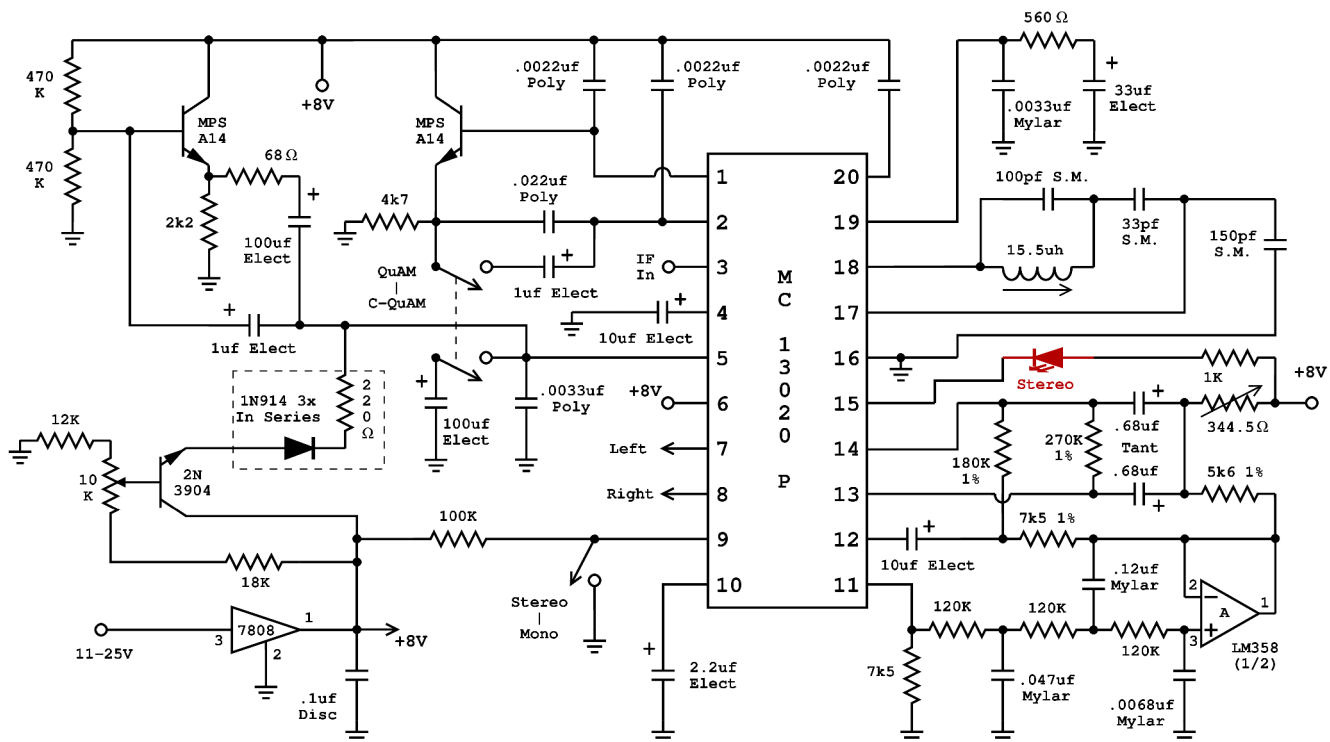 560 Ω
470
K
MPS
A14
+8V
MPS
A14
.0022uf
Poly
.0022uf
Poly
.0022uf
Poly
.0033uf
Mylar
+
33uf
Elect
470
K
68Ω
+
2k2
100uf
Elect
4k7
.022uf
Poly
1
20
100pf S.M.
33pf
S.M.
150pf
S.M.
2
19
QuAM
|
C-QuAM
+
1uf Elect
IF
In
3
18
15.5uh
+
1uf Elect
+
10uf Elect
4
17
5
16
MC 13020 P
1N914 3x
In Series
220Ω
+
100uf
Elect
.0033uf
Poly
+8V
6
15
Stereo
1K
+8V
12K
10
K
2N
3904
Left
7
14
180K
1%
270K
1%
+
.68uf
Tant
344.5Ω
Right
8
13
.68uf
+
5k6 1%
100K
9
12
+
10uf Elect
7k5 1%
18K
Stereo
|
Mono
10
11
.12uf
Mylar
2
−
A
1
+
3
LM358
(1/2)
11-25V
3
7808
1
2
+8V
120K
120K
120K
.1uf
Disc
+
2.2uf
Elect
7k5
.047uf
Mylar
.0068uf
Mylar